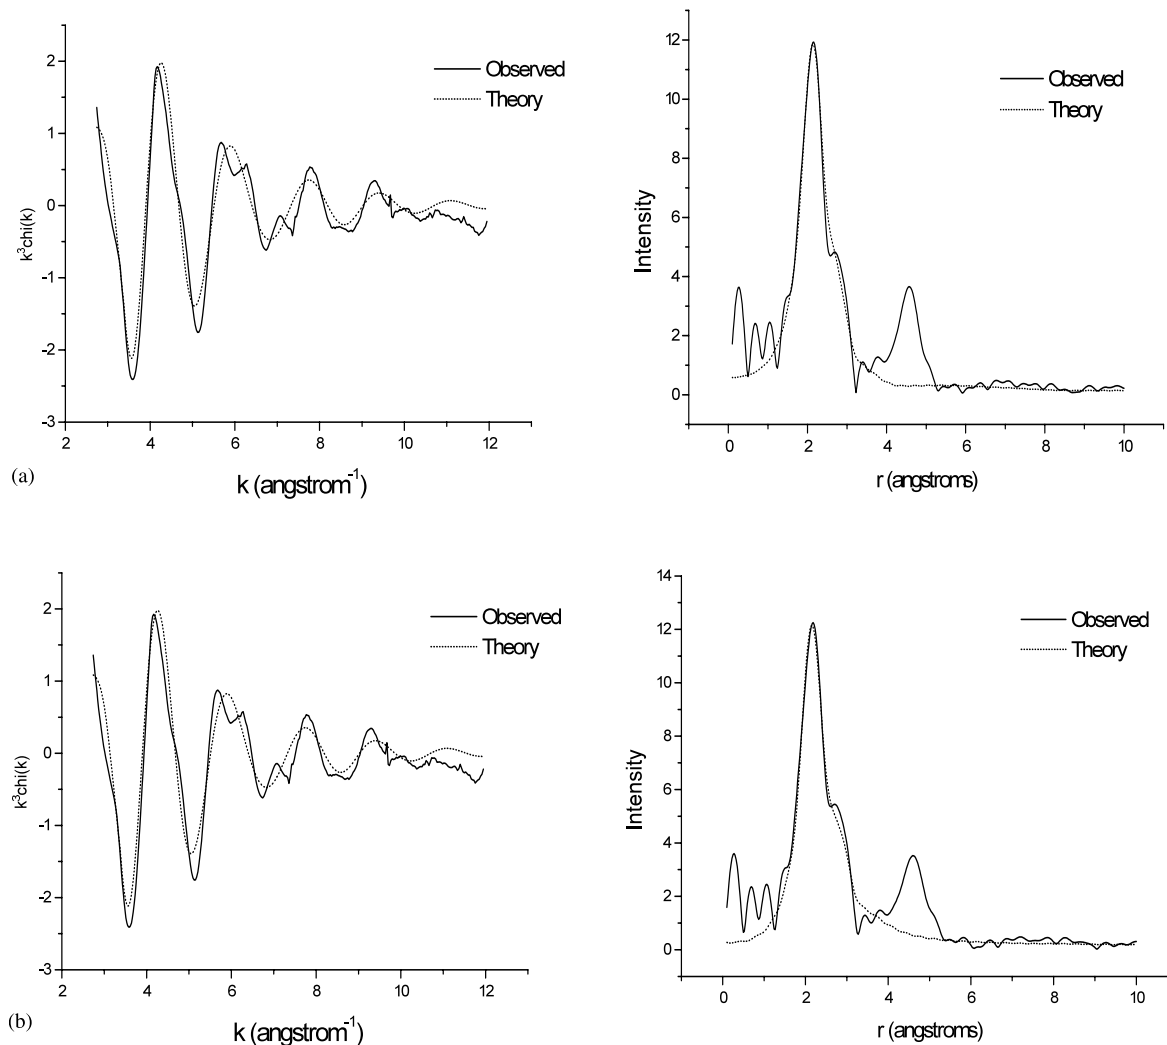 2
1
0
-1
-2
-3
k³chi(k)
2 4 6 8 10 12
k (angstrom⁻¹)
Observed
Theory
(a)
12
10
8
6
4
2
0
Intensity
0 2 4 6 8 10
r (angstroms)
Observed
Theory
2
1
0
-1
-2
-3
k³chi(k)
2 4 6 8 10 12
k (angstrom⁻¹)
Observed
Theory
(b)
14
12
10
8
6
4
2
0
Intensity
0 2 4 6 8 10
r (angstroms)
Observed
Theory